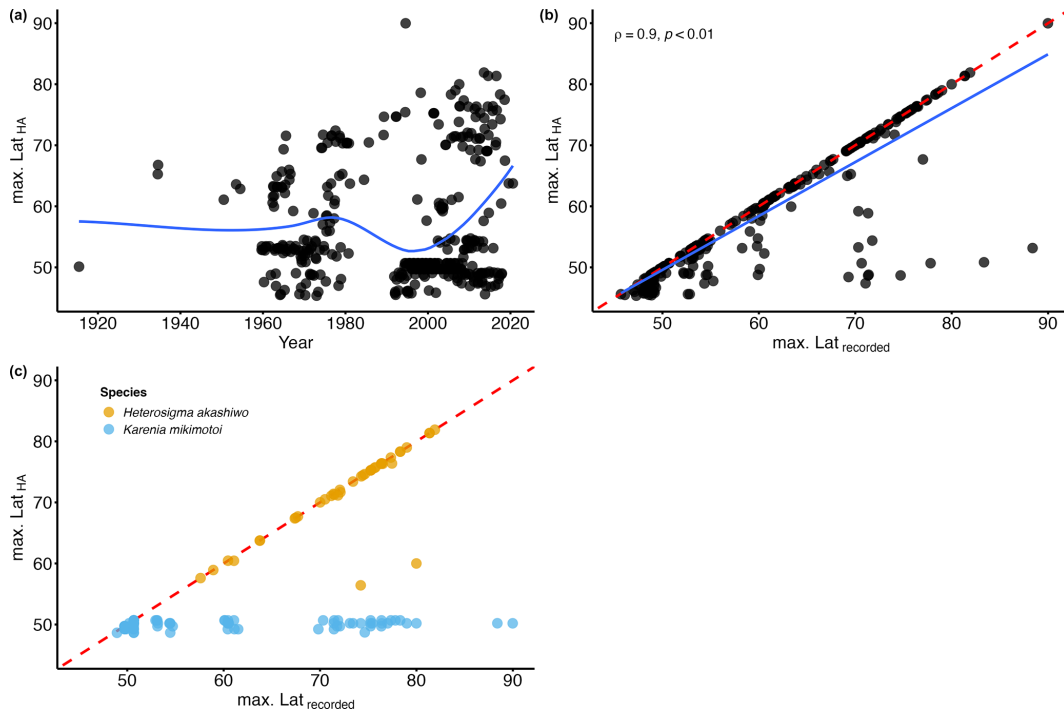 (a)
90
80
70
60
50
max. Lat HA
1920 1940 1960 1980 2000 2020
Year
(b)
ρ = 0.9, p < 0.01
90
80
70
60
50
max. Lat HA
50 60 70 80 90
max. Lat recorded
(c)
Species
Heterosigma akashiwo
Karenia mikimotoi
90
80
70
60
50
max. Lat HA
50 60 70 80 90
max. Lat recorded